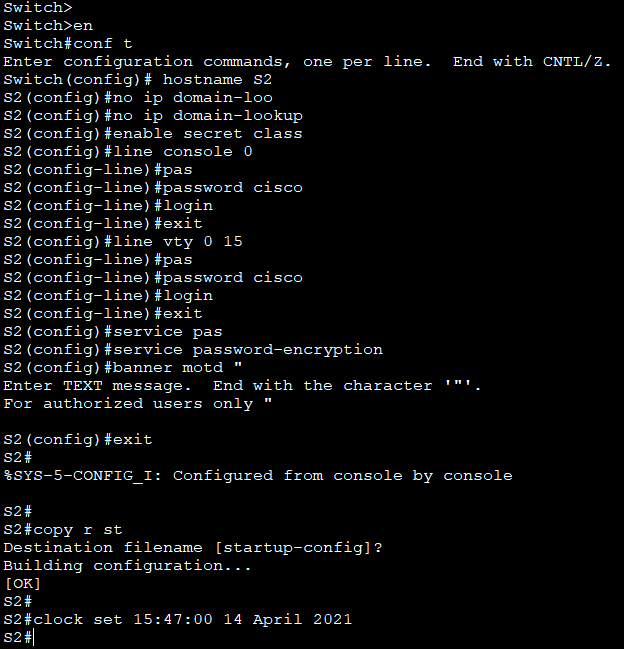 Switch>
Switch>en
Switch#conf t
Enter configuration commands, one per line.  End with CNTL/Z.
Switch(config)# hostname S2
S2(config)#no ip domain-loo
S2(config)#no ip domain-lookup
S2(config)#enable secret class
S2(config)#line console 0
S2(config-line)#pas
S2(config-line)#password cisco
S2(config-line)#login
S2(config-line)#exit
S2(config)#line vty 0 15
S2(config-line)#pas
S2(config-line)#password cisco
S2(config-line)#login
S2(config-line)#exit
S2(config)#service pas
S2(config)#service password-encryption
S2(config)#banner motd "
Enter TEXT message.  End with the character '"'.
For authorized users only "
S2(config)#exit
S2#
%SYS-5-CONFIG_I: Configured from console by console
S2#
S2#copy r st
Destination filename [startup-config]?
Building configuration...
[OK]
S2#
S2#clock set 15:47:00 14 April 2021
S2#